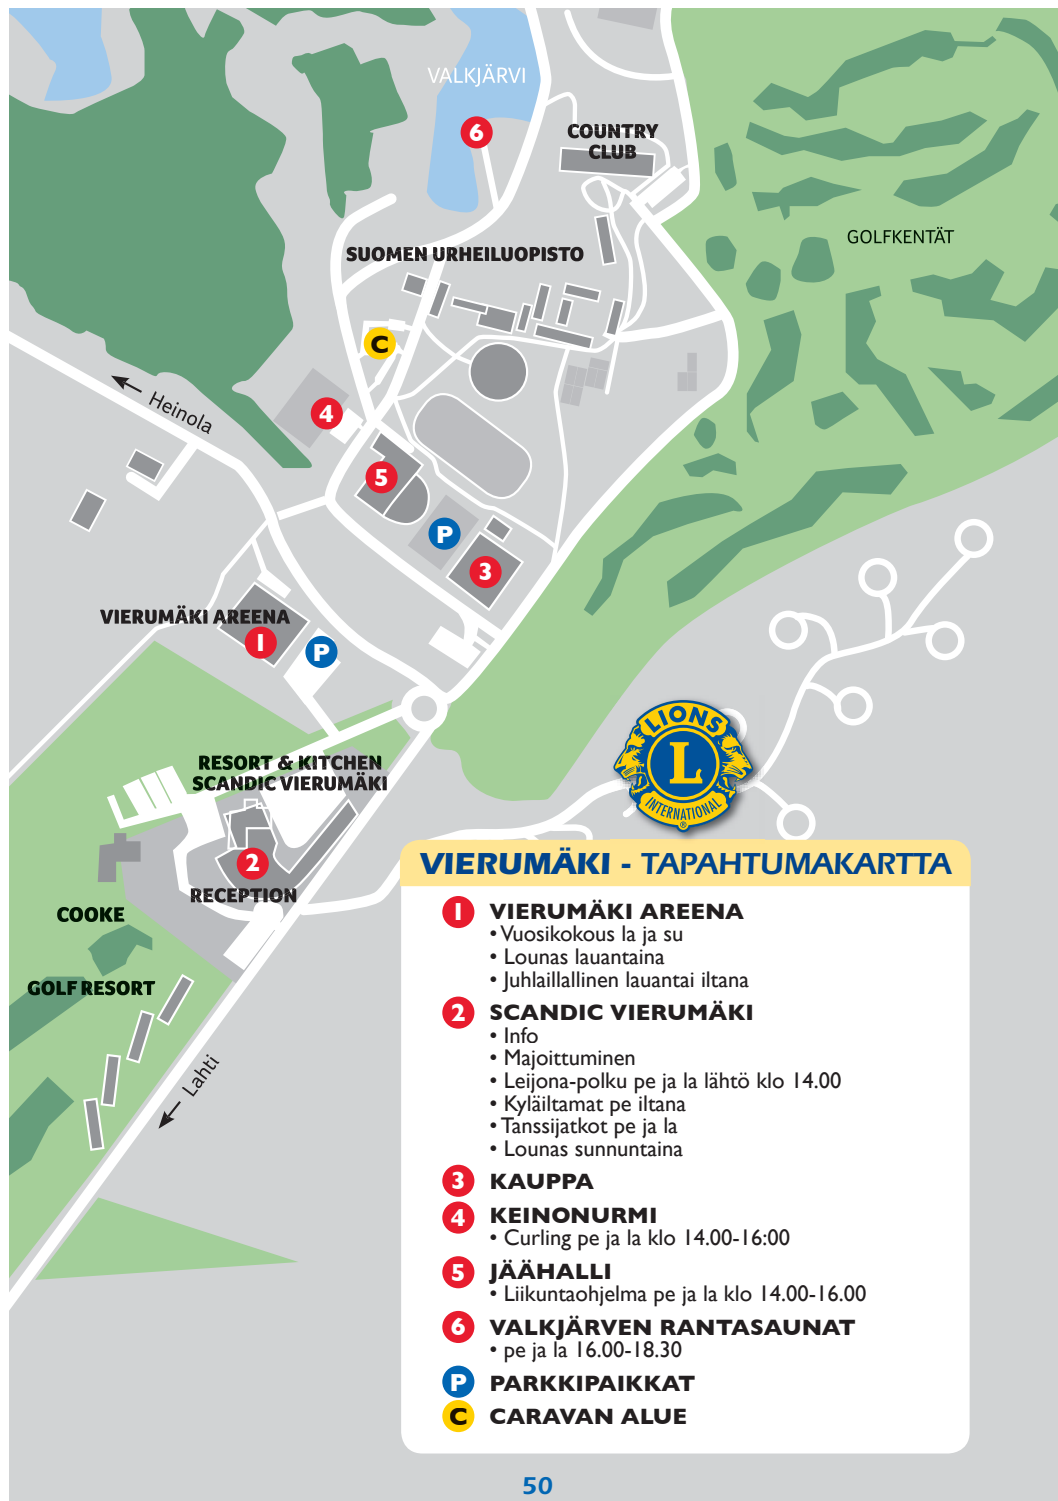 VALKJÄRVI
6
COUNTRY
CLUB
GOLFKENTÄT
SUOMEN URHEILUOPISTO
C
Heinola
4
5
P
3
VIERUMÄKI AREENA
1
P
LIONS
L
INTERNATIONAL
®
RESORT & KITCHEN
SCANDIC VIERUMÄKI
2
RECEPTION
COOKE
GOLF RESORT
Lahti
VIERUMÄKI - TAPAHTUMAKARTTA
1 VIERUMÄKI AREENA
• Vuosikokous la ja su
• Lounas lauantaina
• Juhlaillallinen lauantai iltana
2 SCANDIC VIERUMÄKI
• Info
• Majoittuminen
• Leijona-polku pe ja la lähtö klo 14.00
• Kyläiltamat pe iltana
• Tanssijatkot pe ja la
• Lounas sunnuntaina
3 KAUPPA
4 KEINONURMI
• Curling pe ja la klo 14.00-16:00
5 JÄÄHALLI
• Liikuntaohjelma pe ja la klo 14.00-16.00
6 VALKJÄRVEN RANTASAUNAT
• pe ja la 16.00-18.30
P PARKKIPAIKKAT
C CARAVAN ALUE
50